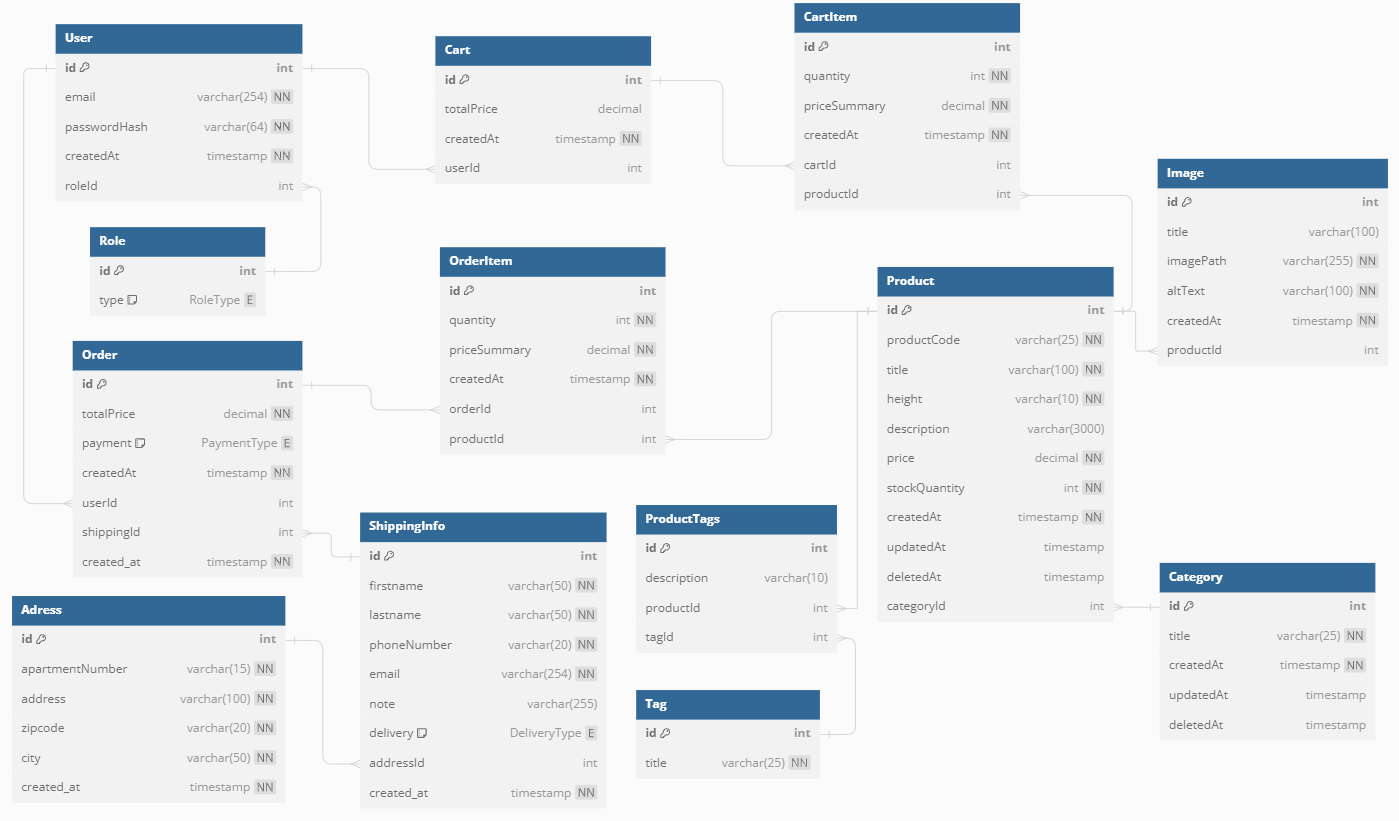 User
id int
email varchar(254) NN
passwordHash varchar(64) NN
createdAt timestamp NN
roleId int
Role
id int
type RoleType E
Order
id int
totalPrice decimal NN
payment PaymentType E
createdAt timestamp NN
userId int
shippingId int
created_at timestamp NN
Adress
id int
apartmentNumber varchar(15) NN
address varchar(100) NN
zipcode varchar(20) NN
city varchar(50) NN
created_at timestamp NN
Cart
id int
totalPrice decimal
createdAt timestamp NN
userId int
OrderItem
id int
quantity int NN
priceSummary decimal NN
createdAt timestamp NN
orderId int
productId int
ShippingInfo
id int
firstname varchar(50) NN
lastname varchar(50) NN
phoneNumber varchar(20) NN
email varchar(254) NN
note varchar(255)
delivery DeliveryType E
addressId int
created_at timestamp NN
ProductTags
id int
description varchar(10)
productId int
tagId int
Tag
id int
title varchar(25) NN
CartItem
id int
quantity int NN
priceSummary decimal NN
createdAt timestamp NN
cartId int
productId int
Product
id int
productCode varchar(25) NN
title varchar(100) NN
height varchar(10) NN
description varchar(3000)
price decimal NN
stockQuantity int NN
createdAt timestamp NN
updatedAt timestamp
deletedAt timestamp
categoryId int
Image
id int
title varchar(100)
imagePath varchar(255) NN
altText varchar(100) NN
createdAt timestamp NN
productId int
Category
id int
title varchar(25) NN
createdAt timestamp NN
updatedAt timestamp
deletedAt timestamp